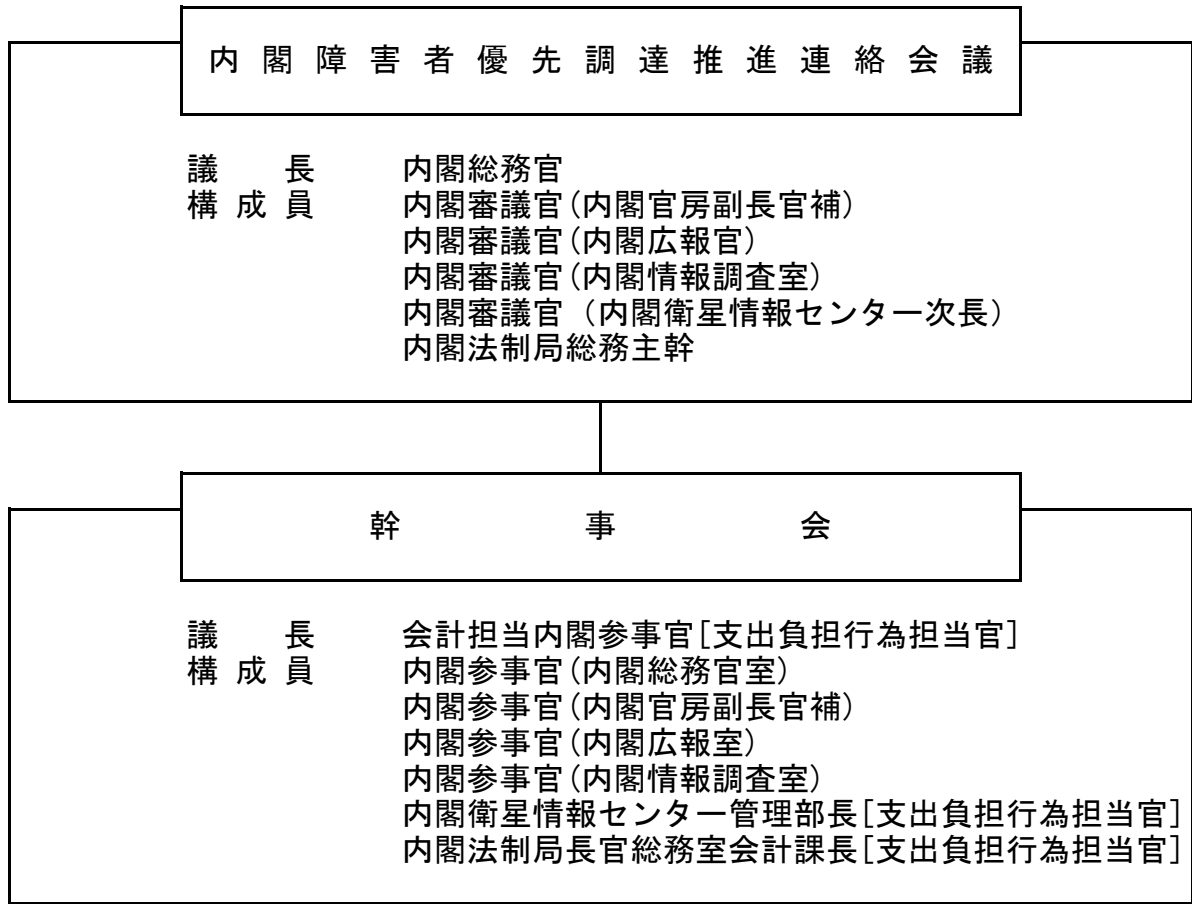 内閣障害者優先調達推進連絡会議
議長 内閣総務官
構成員 内閣審議官(内閣官房副長官補)
内閣審議官(内閣広報官)
内閣審議官(内閣情報調査室)
内閣審議官(内閣衛星情報センター次長)
内閣法制局総務主幹
幹事会
議長 会計担当内閣参事官[支出負担行為担当官]
構成員 内閣参事官(内閣総務官室)
内閣参事官(内閣官房副長官補)
内閣参事官(内閣広報室)
内閣参事官(内閣情報調査室)
内閣衛星情報センター管理部長[支出負担行為担当官]
内閣法制局長官総務室会計課長[支出負担行為担当官]